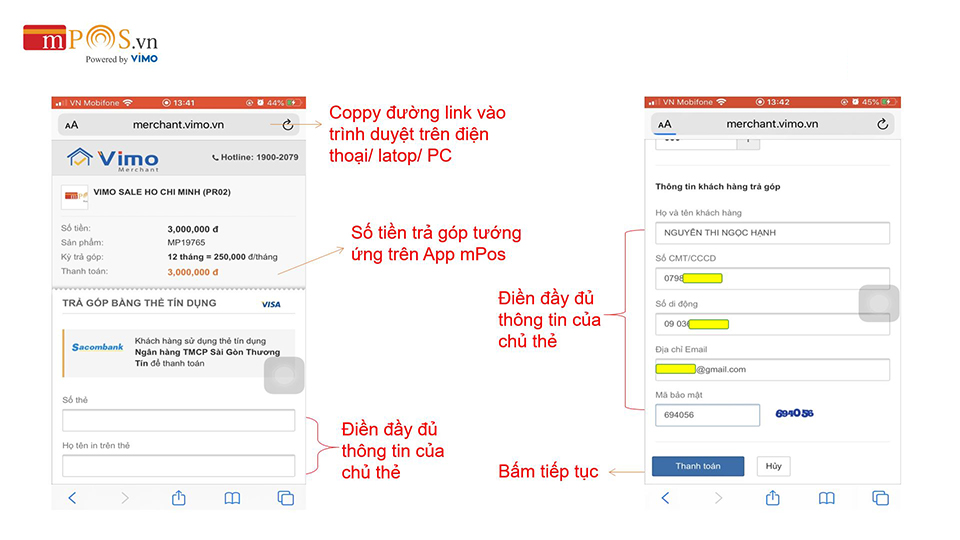 mPOS.vn
Powered by VIMO
VN Mobifone
13:41
44%
AA
merchant.vimo.vn
Vimo
Merchant
Hotline: 1900-2079
mPOS
VIMO SALE HO CHI MINH (PR02)
Số tiền:
3,000,000 đ
Sản phẩm:
MP19765
Kỳ trả góp:
12 tháng = 250,000 đ/tháng
Thanh toán:
3,000,000 đ
TRẢ GÓP BẰNG THẺ TÍN DỤNG
VISA
Sacombank
Khách hàng sử dụng thẻ tín dụng
Ngân hàng TMCP Sài Gòn Thương
Tín để thanh toán
Số thẻ
Họ tên in trên thẻ
Coppy đường link vào
trình duyệt trên điện
thoại/ latop/ PC
Số tiền trả góp tướng
ứng trên App mPos
Điền đầy đủ
thông tin của
chủ thẻ
VN Mobifone
13:42
45%
AA
merchant.vimo.vn
Thông tin khách hàng trả góp
Họ và tên khách hàng
NGUYÊN THI NGỌC HẠNH
Số CMT/CCCD
0798
Số di động
09 036
Địa chỉ Email
@gmail.com
Mã bảo mật
694056
694056
Thanh toán
Hủy
Điền đầy đủ
thông tin của
chủ thẻ
Bấm tiếp tục